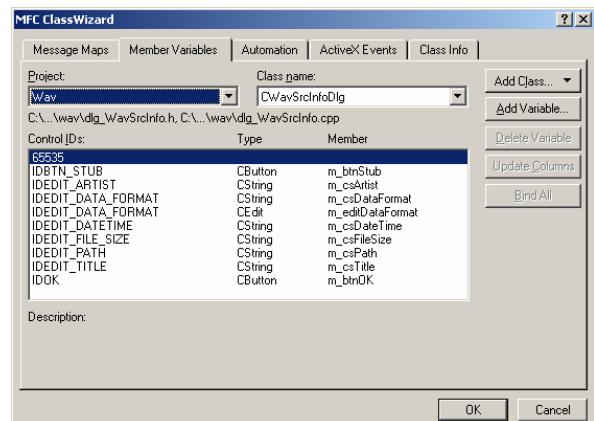 MFC ClassWizard
Message Maps Member Variables Automation ActiveX Events Class Info
Project: Class name:
Wav CWavSrcInfoDlg
Add Class...
Add Variable...
Delete Variable
Update Columns
Bind All
C:\...\wav\dlg_WavSrcInfo.h, C:\...\wav\dlg_WavSrcInfo.cpp
Control IDs: Type Member
65535
IDBTN_STUB CButton m_btnStub
IDEDIT_ARTIST CString m_csArtist
IDEDIT_DATA_FORMAT CString m_csDataFormat
IDEDIT_DATA_FORMAT CEdit m_editDataFormat
IDEDIT_DATETIME CString m_csDateTime
IDEDIT_FILE_SIZE CString m_csFileSize
IDEDIT_PATH CString m_csPath
IDEDIT_TITLE CString m_csTitle
IDOK CButton m_btnOK
Description:
OK Cancel